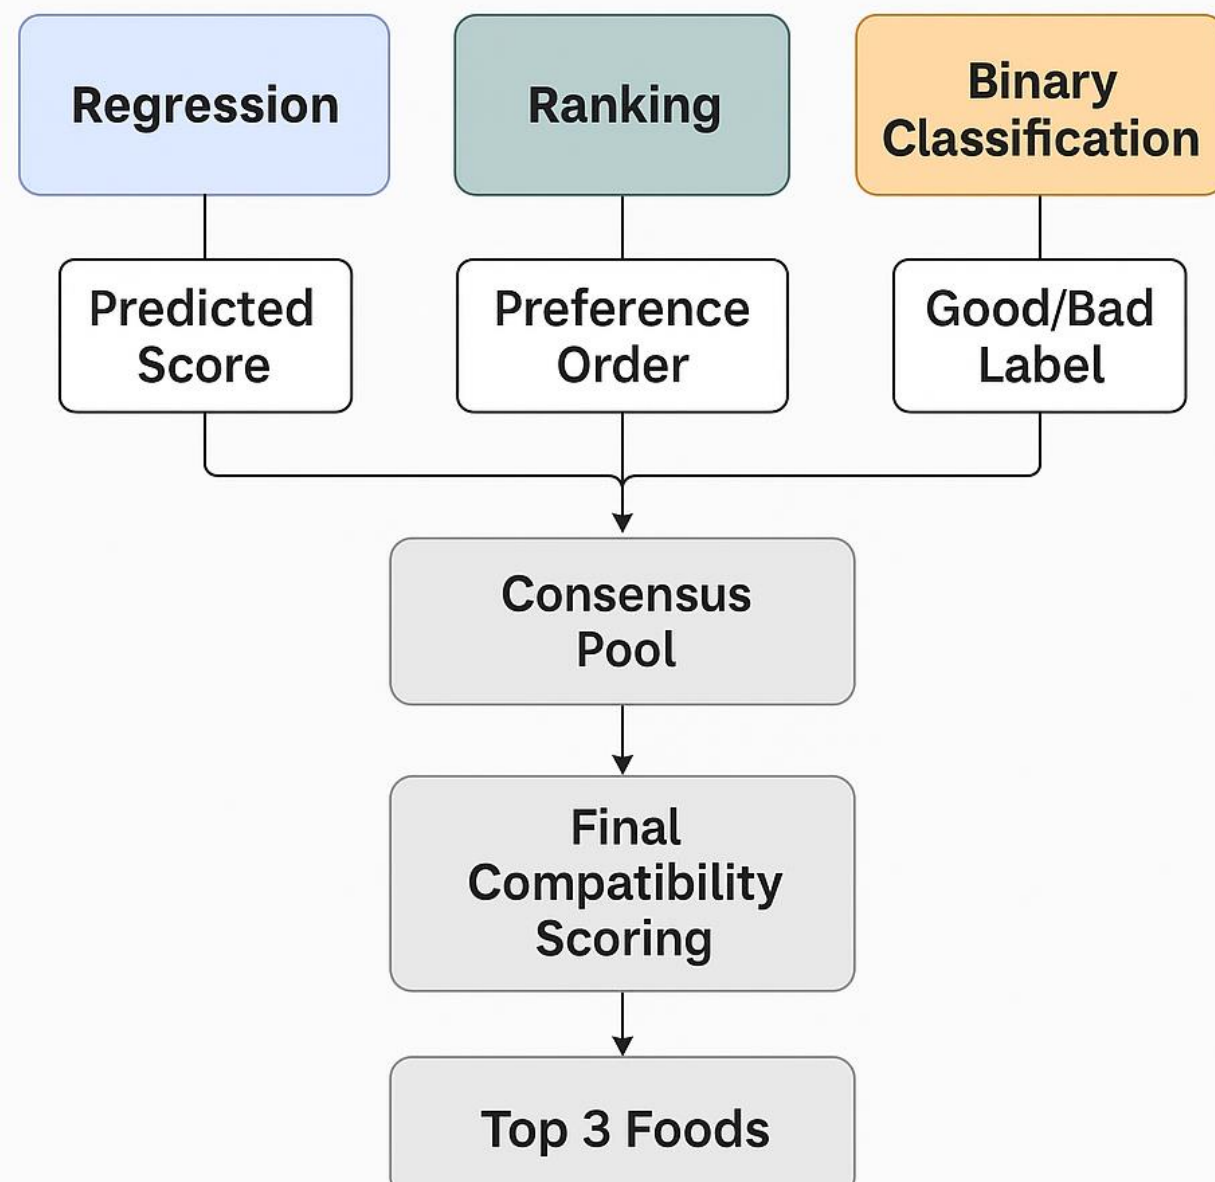 Regression
Ranking
Binary
Classification
Predicted
Score
Preference
Order
Good/Bad
Label
Consensus
Pool
Final
Compatibility
Scoring
Top 3 Foods